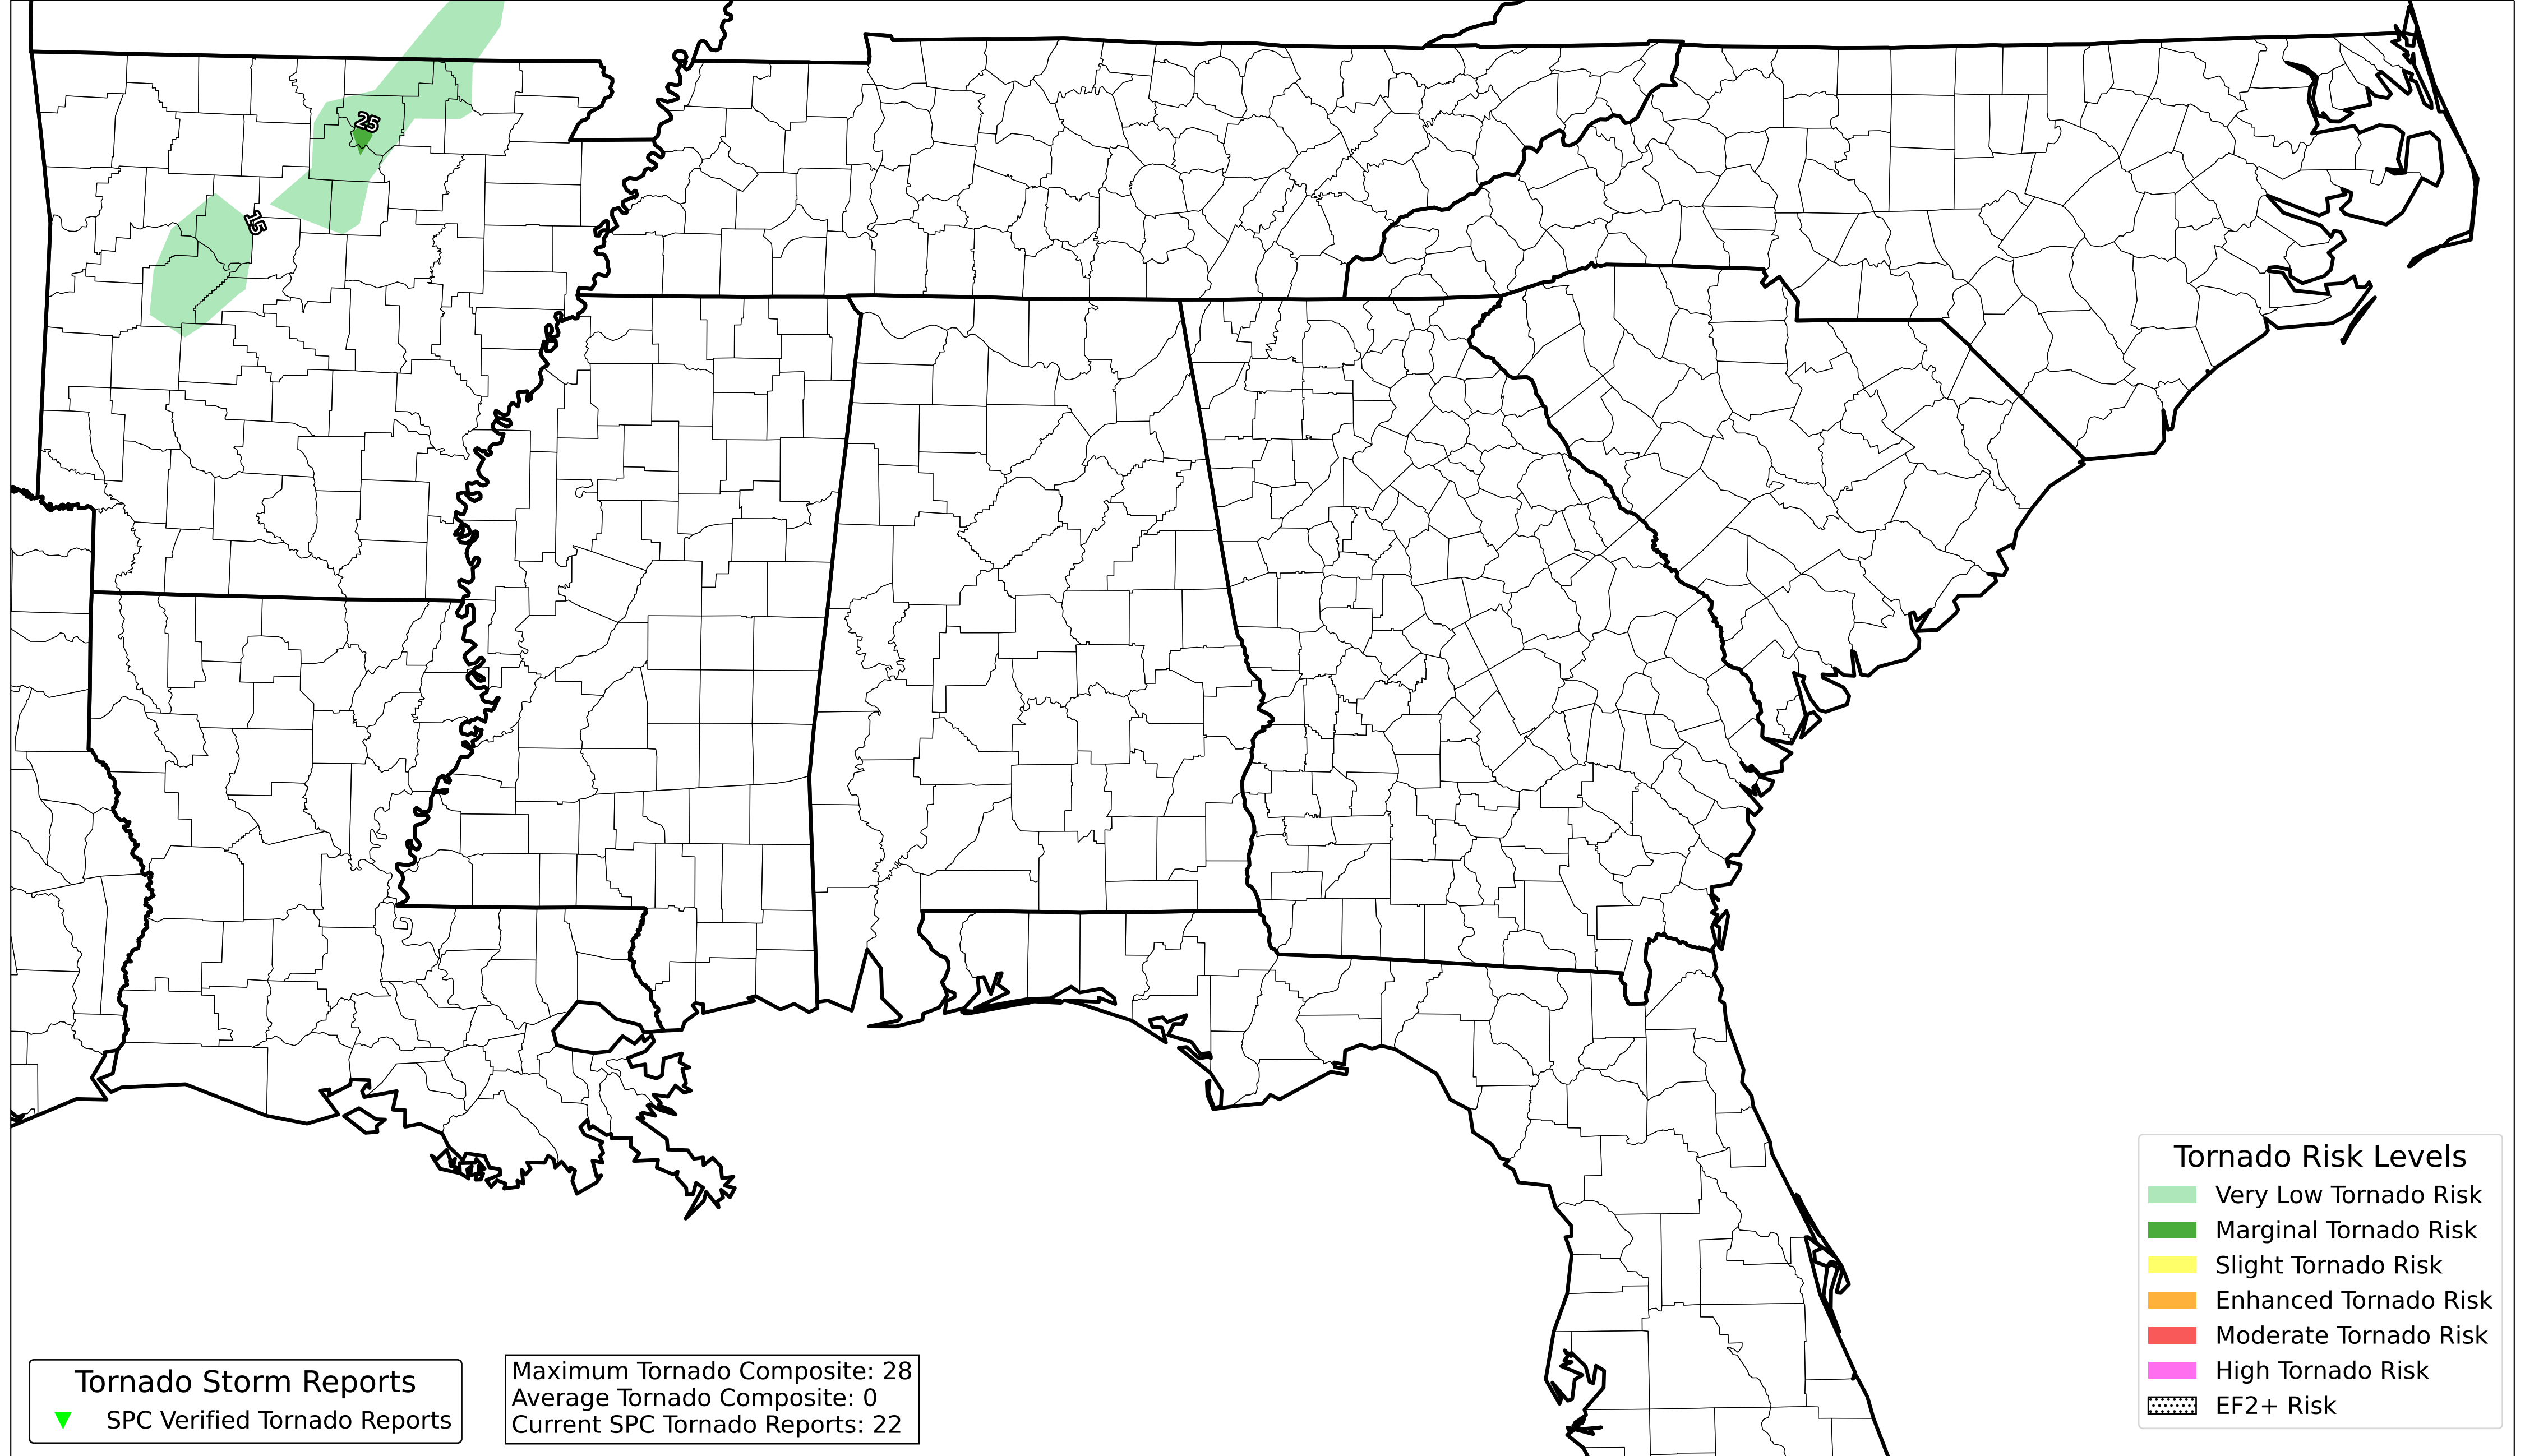 25
15
Tornado Risk Levels
Very Low Tornado Risk
Marginal Tornado Risk
Slight Tornado Risk
Enhanced Tornado Risk
Moderate Tornado Risk
High Tornado Risk
EF2+ Risk
Tornado Storm Reports
SPC Verified Tornado Reports
Maximum Tornado Composite: 28
Average Tornado Composite: 0
Current SPC Tornado Reports: 22